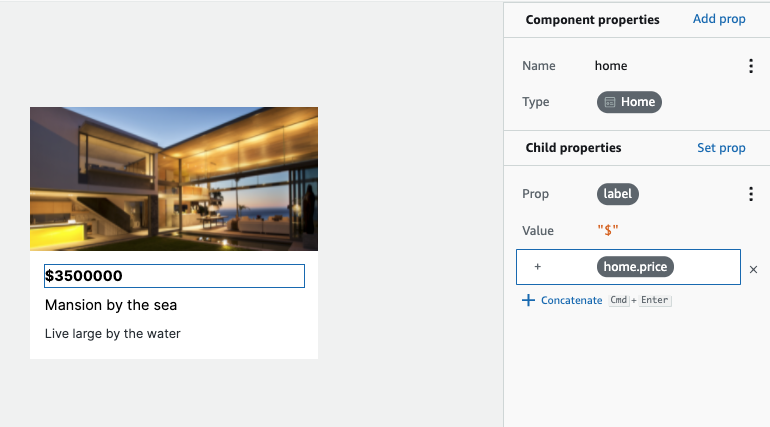 Component properties Add prop
Name home
Type Home
Child properties Set prop
Prop label
Value "$"
+ home.price ×
+ Concatenate Cmd + Enter
$3500000
Mansion by the sea
Live large by the water